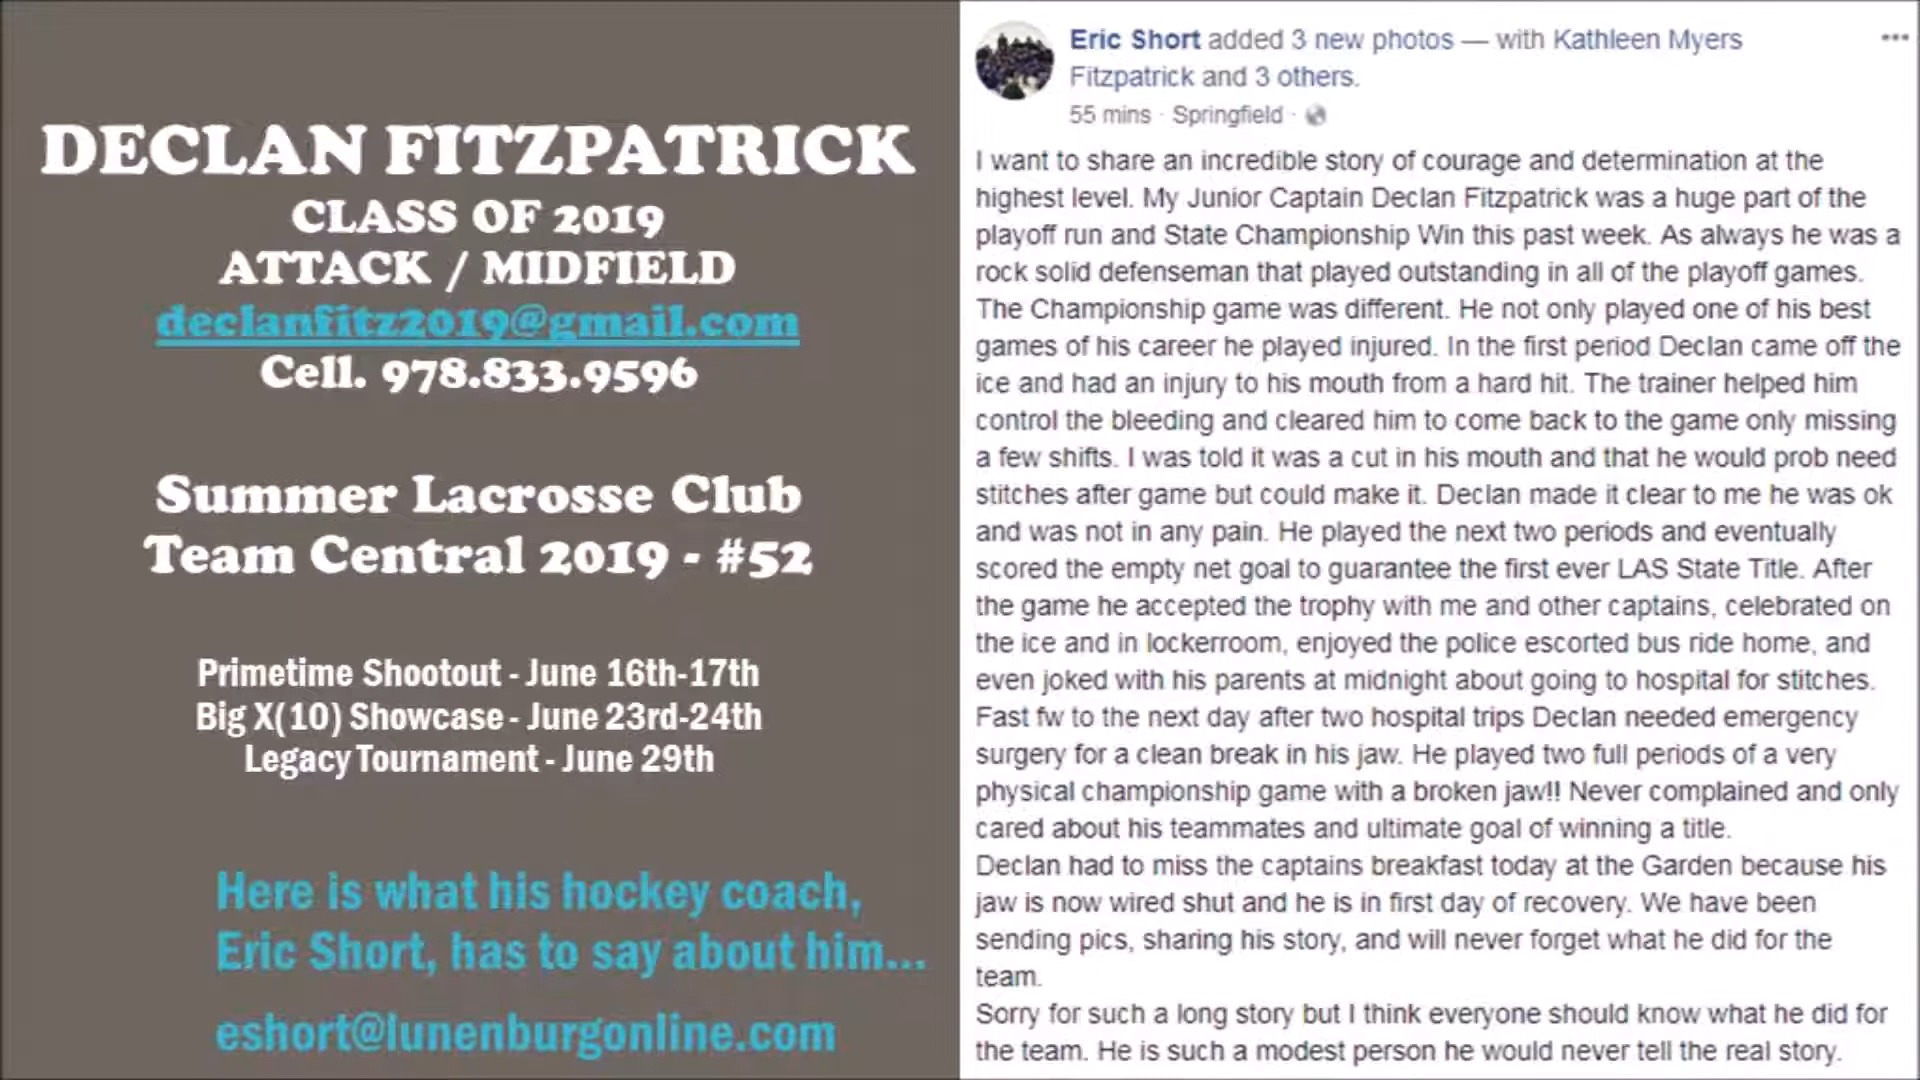 DECLAN FITZPATRICK
CLASS OF 2019
ATTACK / MIDFIELD
declanfitz2019@gmail.com
Cell. 978.833.9596
Summer Lacrosse Club
Team Central 2019 - #52
Primetime Shootout - June 16th-17th
Big X(10) Showcase - June 23rd-24th
Legacy Tournament - June 29th
Here is what his hockey coach,
Eric Short, has to say about him...
eshort@lunenburgonline.com
Eric Short added 3 new photos — with Kathleen Myers
Fitzpatrick and 3 others.
55 mins · Springfield ·
I want to share an incredible story of courage and determination at the
highest level. My Junior Captain Declan Fitzpatrick was a huge part of the
playoff run and State Championship Win this past week. As always he was a
rock solid defenseman that played outstanding in all of the playoff games.
The Championship game was different. He not only played one of his best
games of his career he played injured. In the first period Declan came off the
ice and had an injury to his mouth from a hard hit. The trainer helped him
control the bleeding and cleared him to come back to the game only missing
a few shifts. I was told it was a cut in his mouth and that he would prob need
stitches after game but could make it. Declan made it clear to me he was ok
and was not in any pain. He played the next two periods and eventually
scored the empty net goal to guarantee the first ever LAS State Title. After
the game he accepted the trophy with me and other captains, celebrated on
the ice and in lockerroom, enjoyed the police escorted bus ride home, and
even joked with his parents at midnight about going to hospital for stitches.
Fast fw to the next day after two hospital trips Declan needed emergency
surgery for a clean break in his jaw. He played two full periods of a very
physical championship game with a broken jaw!! Never complained and only
cared about his teammates and ultimate goal of winning a title.
Declan had to miss the captains breakfast today at the Garden because his
jaw is now wired shut and he is in first day of recovery. We have been
sending pics, sharing his story, and will never forget what he did for the
team.
Sorry for such a long story but I think everyone should know what he did for
the team. He is such a modest person he would never tell the real story.